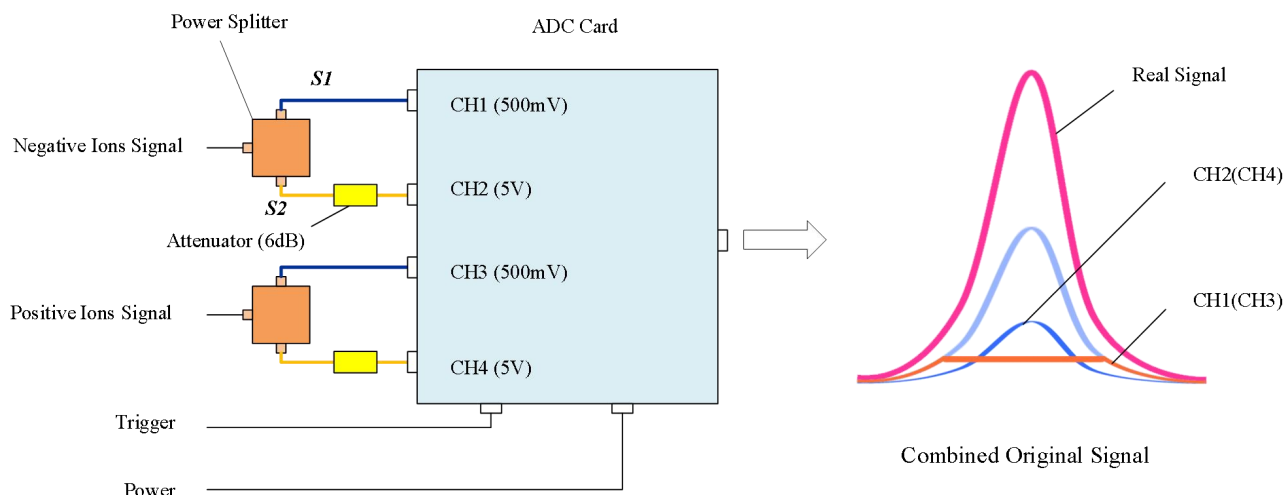 Power Splitter
ADC Card
S1
CH1 (500mV)
Negative Ions Signal
CH2 (5V)
S2
Attenuator (6dB)
CH3 (500mV)
Positive Ions Signal
CH4 (5V)
Trigger
Power
Real Signal
CH2(CH4)
CH1(CH3)
Combined Original Signal